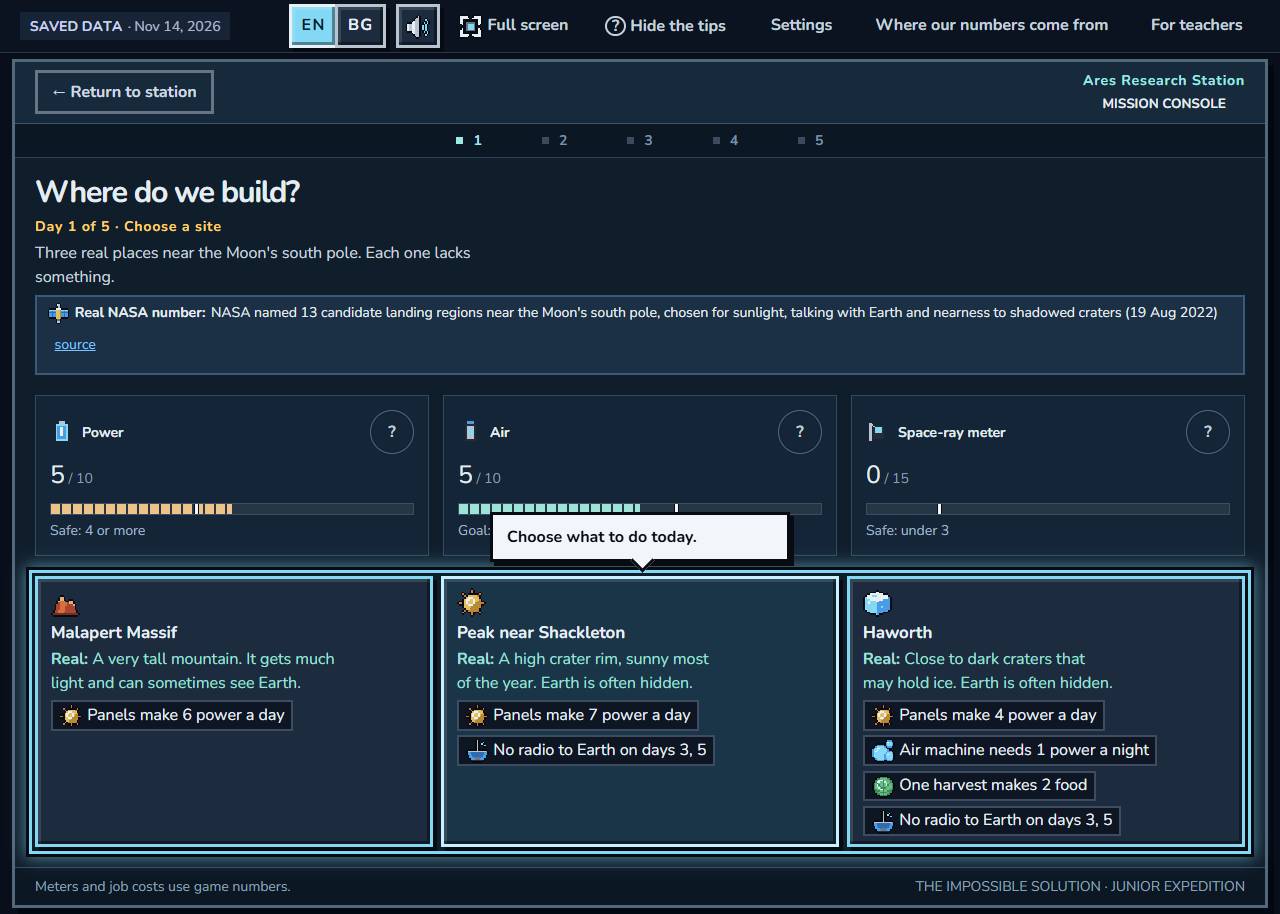 SAVED DATA · Nov 14, 2026
EN BG
Full screen
? Hide the tips
Settings
Where our numbers come from
For teachers
← Return to station
Ares Research Station
MISSION CONSOLE
1 2 3 4 5
Where do we build?
Day 1 of 5 · Choose a site
Three real places near the Moon's south pole. Each one lacks
something.
Real NASA number: NASA named 13 candidate landing regions near the Moon's south pole, chosen for sunlight, talking with Earth and nearness to shadowed craters (19 Aug 2022)
source
Power ?
5 / 10
Safe: 4 or more
Air ?
5 / 10
Goal:
Space-ray meter ?
0 / 15
Safe: under 3
Choose what to do today.
Malapert Massif
Real: A very tall mountain. It gets much
light and can sometimes see Earth.
Panels make 6 power a day
Peak near Shackleton
Real: A high crater rim, sunny most
of the year. Earth is often hidden.
Panels make 7 power a day
No radio to Earth on days 3, 5
Haworth
Real: Close to dark craters that
may hold ice. Earth is often hidden.
Panels make 4 power a day
Air machine needs 1 power a night
One harvest makes 2 food
No radio to Earth on days 3, 5
Meters and job costs use game numbers.
THE IMPOSSIBLE SOLUTION · JUNIOR EXPEDITION